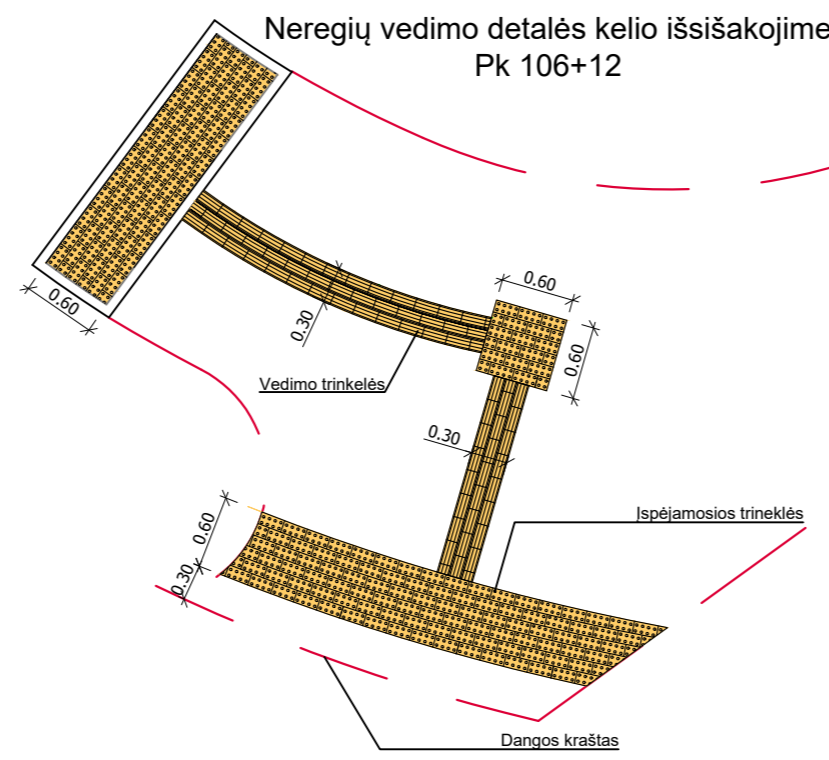 Neregių vedimo detalės kelio išsišakojime
Pk 106+12
0.60
0.60
0.30
0.60
Vedimo trinkelės
0.30
0.60
0.30
Įspėjamosios trineklės
Dangos kraštas